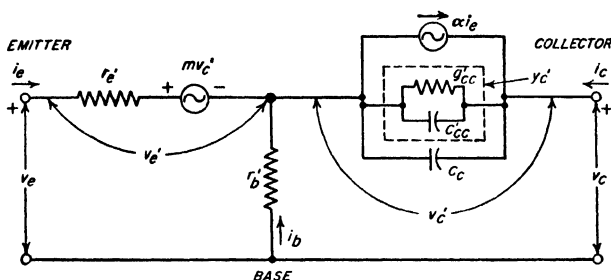 αi_e
EMITTER
COLLECTOR
i_e
r_e'
+ mv_c' −
g_cc'
y_c'
i_c
+
+
c_cc'
v_e'
v_e
r_b'
c_c
v_c'
v_c
i_b
BASE